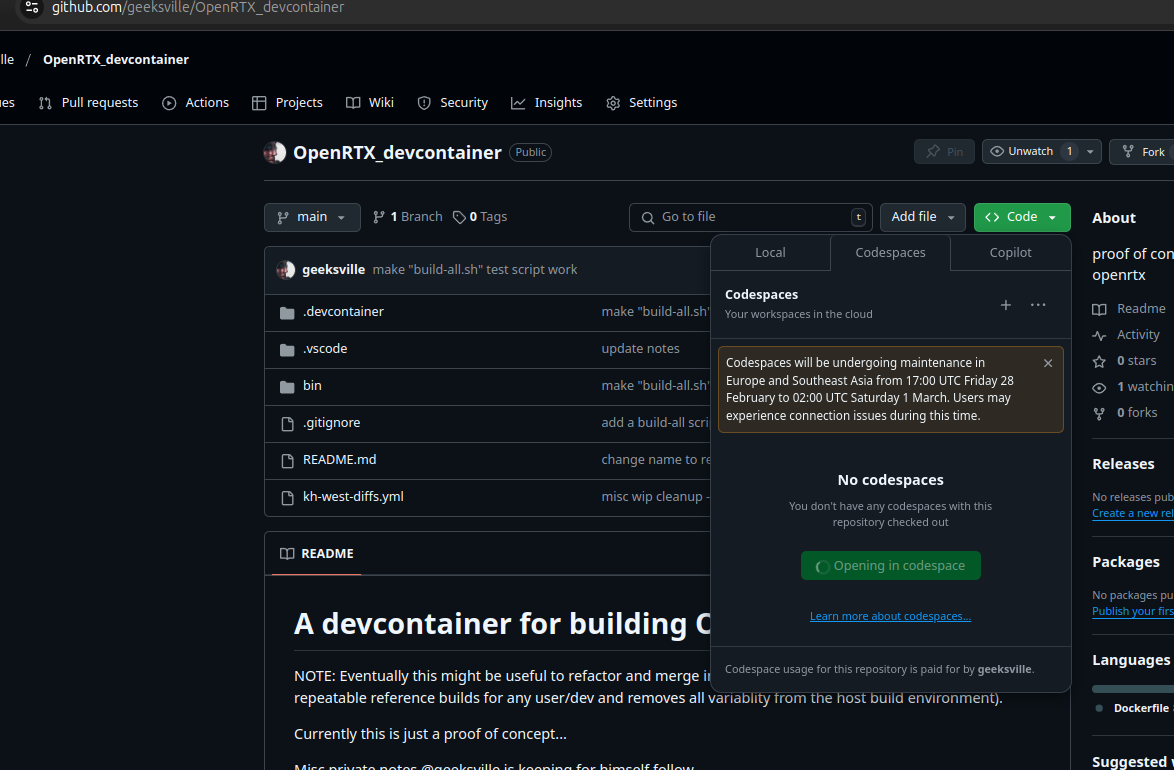 github.com/geeksville/OpenRTX_devcontainer
lle / OpenRTX_devcontainer
ues Pull requests Actions Projects Wiki Security Insights Settings
OpenRTX_devcontainer Public Pin Unwatch 1 Fork
main 1 Branch 0 Tags Go to file t Add file Code
About
geeksville make "build-all.sh" test script work
.devcontainer make "build-all.sh"
.vscode update notes
bin make "build-all.sh"
.gitignore add a build-all scri
README.md change name to re
kh-west-diffs.yml misc wip cleanup -
Local Codespaces Copilot
Codespaces
Your workspaces in the cloud
Codespaces will be undergoing maintenance in
Europe and Southeast Asia from 17:00 UTC Friday 28
February to 02:00 UTC Saturday 1 March. Users may
experience connection issues during this time.
No codespaces
You don't have any codespaces with this
repository checked out
Opening in codespace
Learn more about codespaces...
Codespace usage for this repository is paid for by geeksville.
README
A devcontainer for building
NOTE: Eventually this might be useful to refactor and merge in
repeatable reference builds for any user/dev and removes all variablity from the host build environment).
Currently this is just a proof of concept...
Misc private notes @geeksville is keeping for himself follow
proof of con
openrtx
Readme
Activity
0 stars
1 watchin
0 forks
Releases
No releases pub
Create a new rel
Packages
No packages pu
Publish your firs
Languages
Dockerfile
Suggested